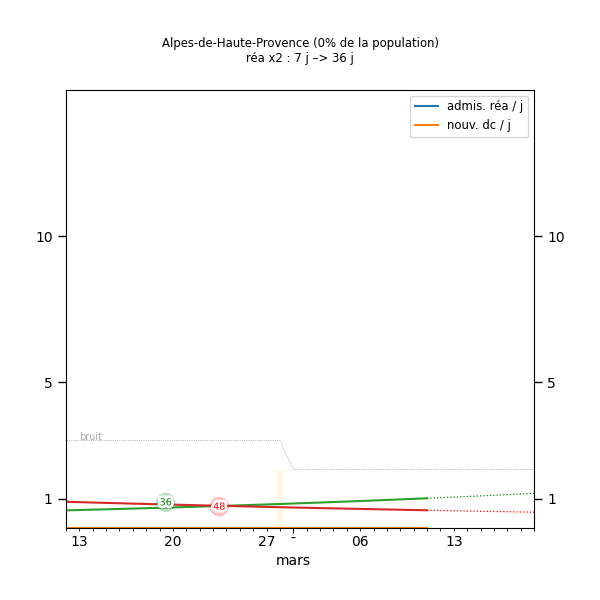 Alpes-de-Haute-Provence (0% de la population)
réa x2 : 7 j –> 36 j
admis. réa / j
nouv. dc / j
10 10
5 5
bruit
36
48
1 1
13 20 27 - 06 13
mars